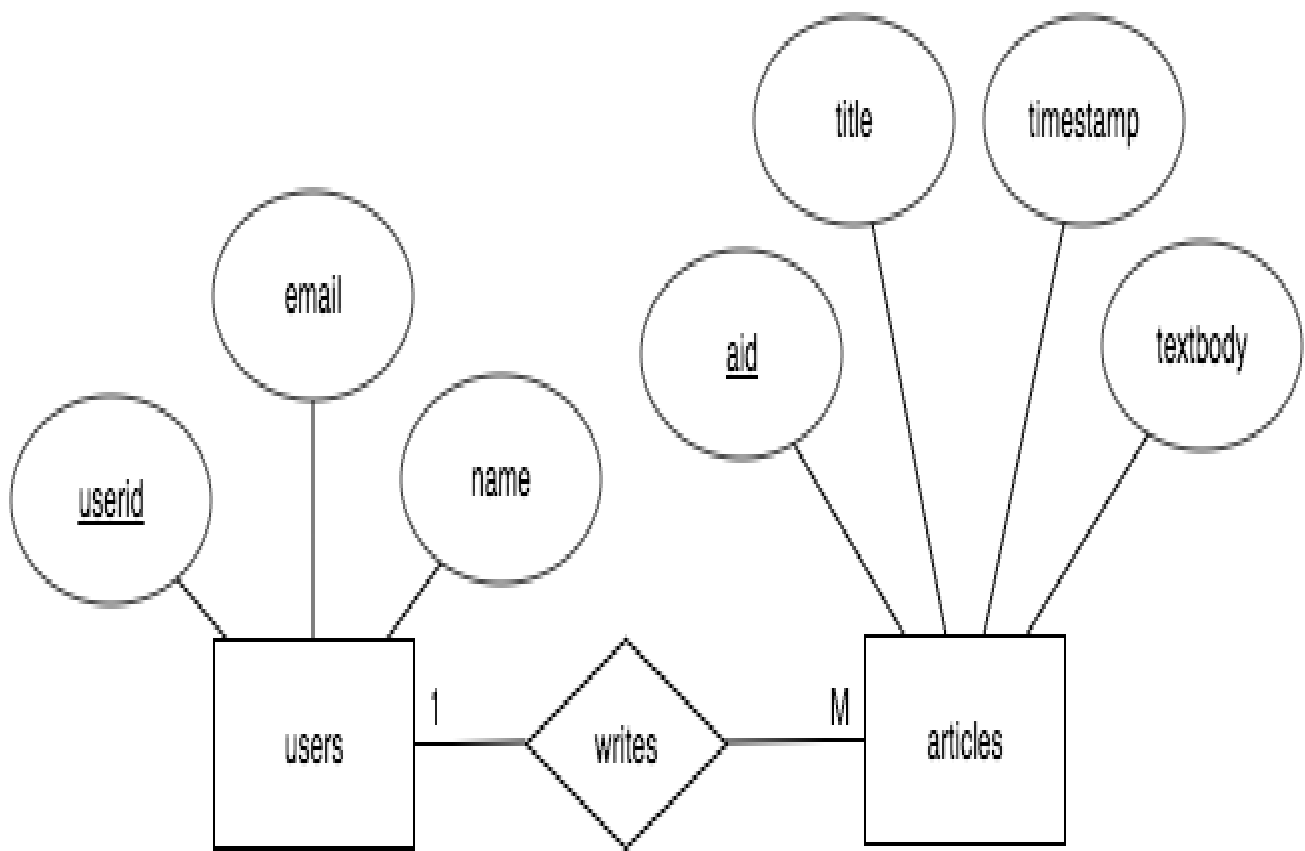 title
timestamp
email
aid
textbody
userid
name
1
M
users
writes
articles